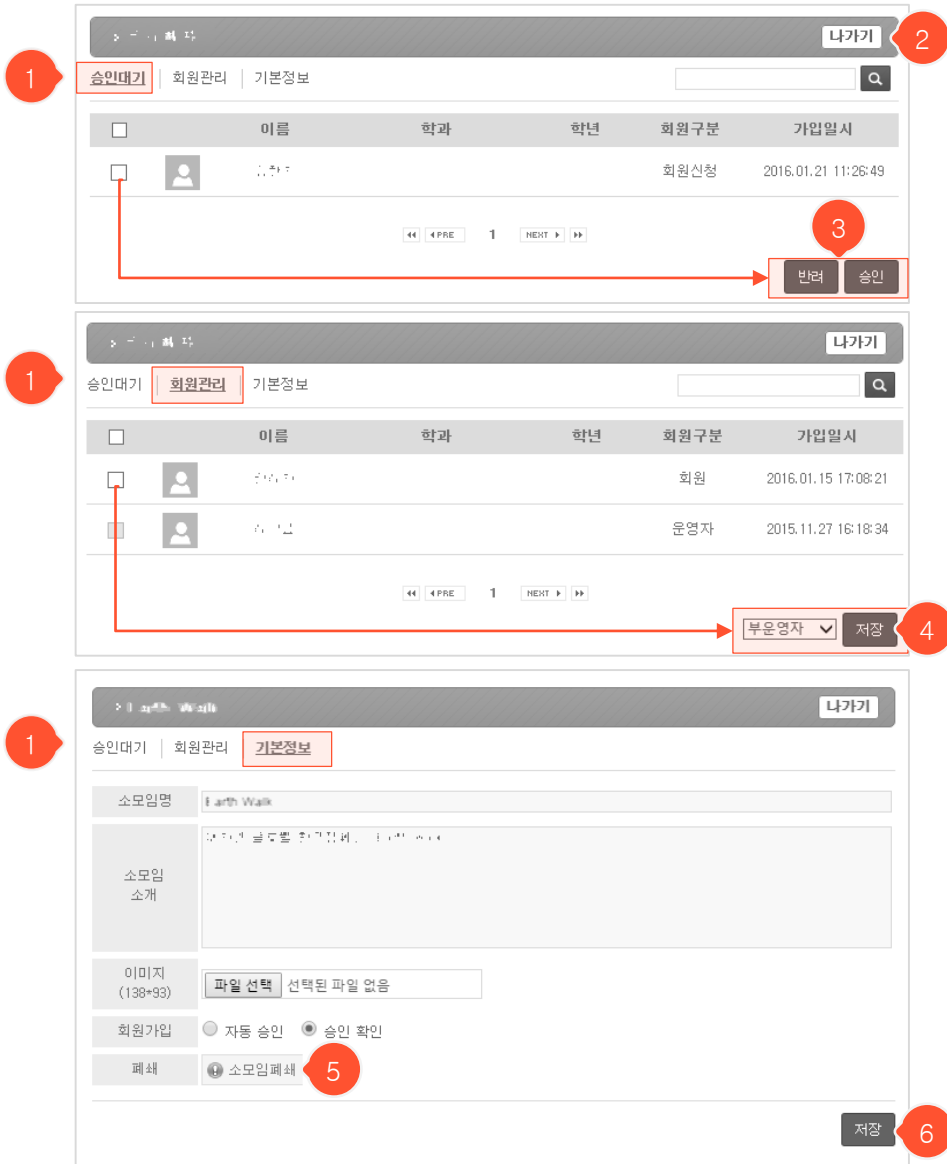 나가기
2
1
승인대기 회원관리 기본정보
이름 학과 학년 회원구분 가입일시
회원신청 2016.01.21 11:26:49
PRE 1 NEXT
3
반려 승인
나가기
1
승인대기 회원관리 기본정보
이름 학과 학년 회원구분 가입일시
회원 2016.01.15 17:08:21
운영자 2015.11.27 16:18:34
PRE 1 NEXT
부운영자 저장 4
Earth Walk 나가기
1
승인대기 회원관리 기본정보
소모임명 Earth Walk
소모임
소개
이미지
(138*93)
파일 선택 선택된 파일 없음
회원가입 자동 승인 승인 확인
폐쇄 소모임폐쇄 5
저장 6